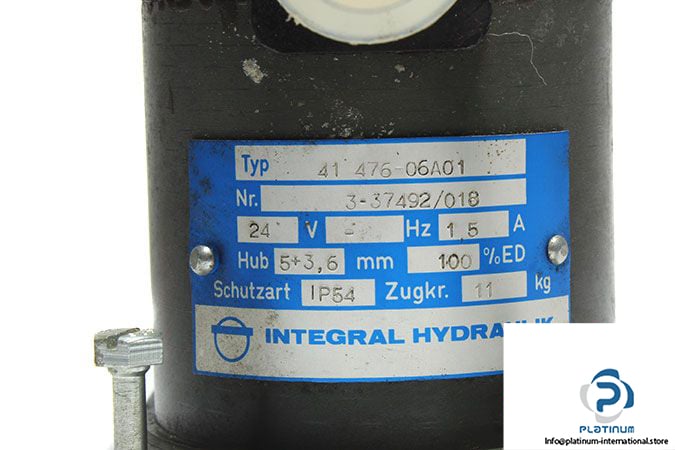 Typ 41 476-06A01
Nr. 3-37492/018
24 V - Hz 1,5 A
Hub 5+3,6 mm 100 %ED
Schutzart IP54 Zugkr. 11 kg
INTEGRAL
PLATINUM
Info@platinum-international.store